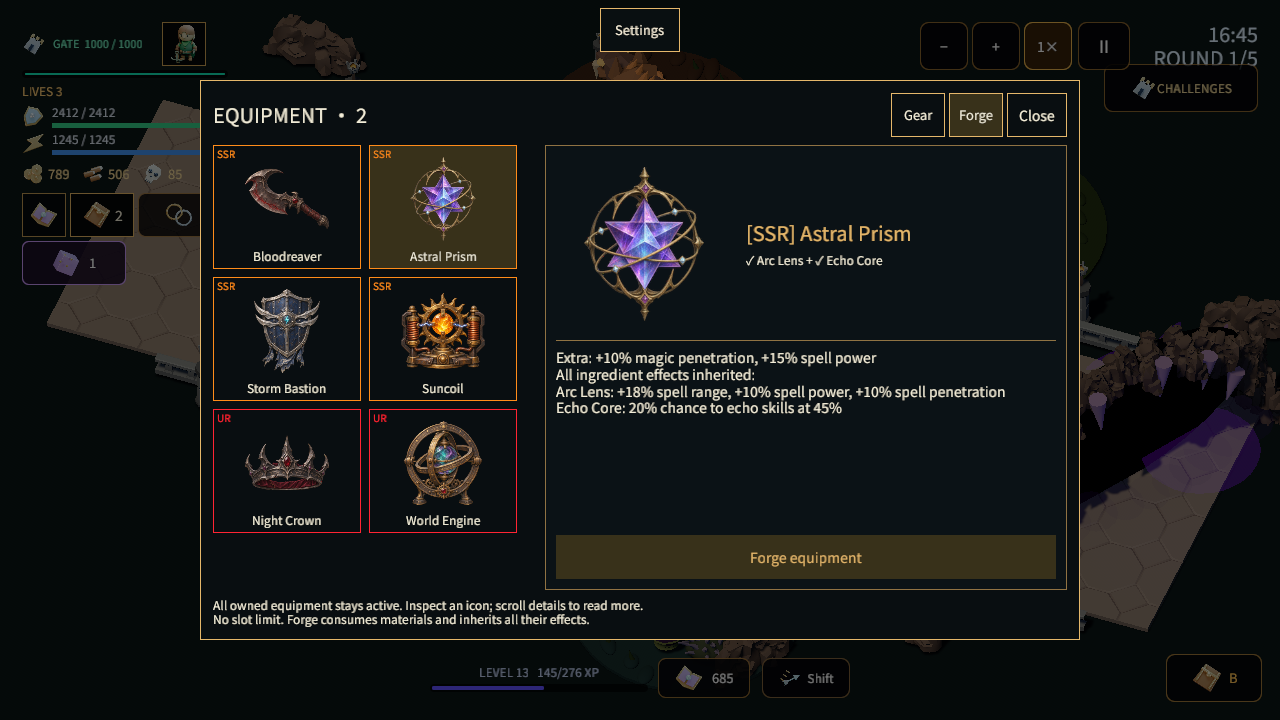 Settings
GATE 1000 / 1000
16:45
ROUND 1/5
− + 1×
CHALLENGES
LIVES 3
2412 / 2412
1245 / 1245
789 506 85
2
1
EQUIPMENT • 2
Gear Forge Close
SSR
Bloodreaver
SSR
Astral Prism
SSR
Storm Bastion
SSR
Suncoil
UR
Night Crown
UR
World Engine
[SSR] Astral Prism
✓ Arc Lens + ✓ Echo Core
Extra: +10% magic penetration, +15% spell power
All ingredient effects inherited:
Arc Lens: +18% spell range, +10% spell power, +10% spell penetration
Echo Core: 20% chance to echo skills at 45%
Forge equipment
All owned equipment stays active. Inspect an icon; scroll details to read more.
No slot limit. Forge consumes materials and inherits all their effects.
LEVEL 13 145/276 XP
685
Shift
B